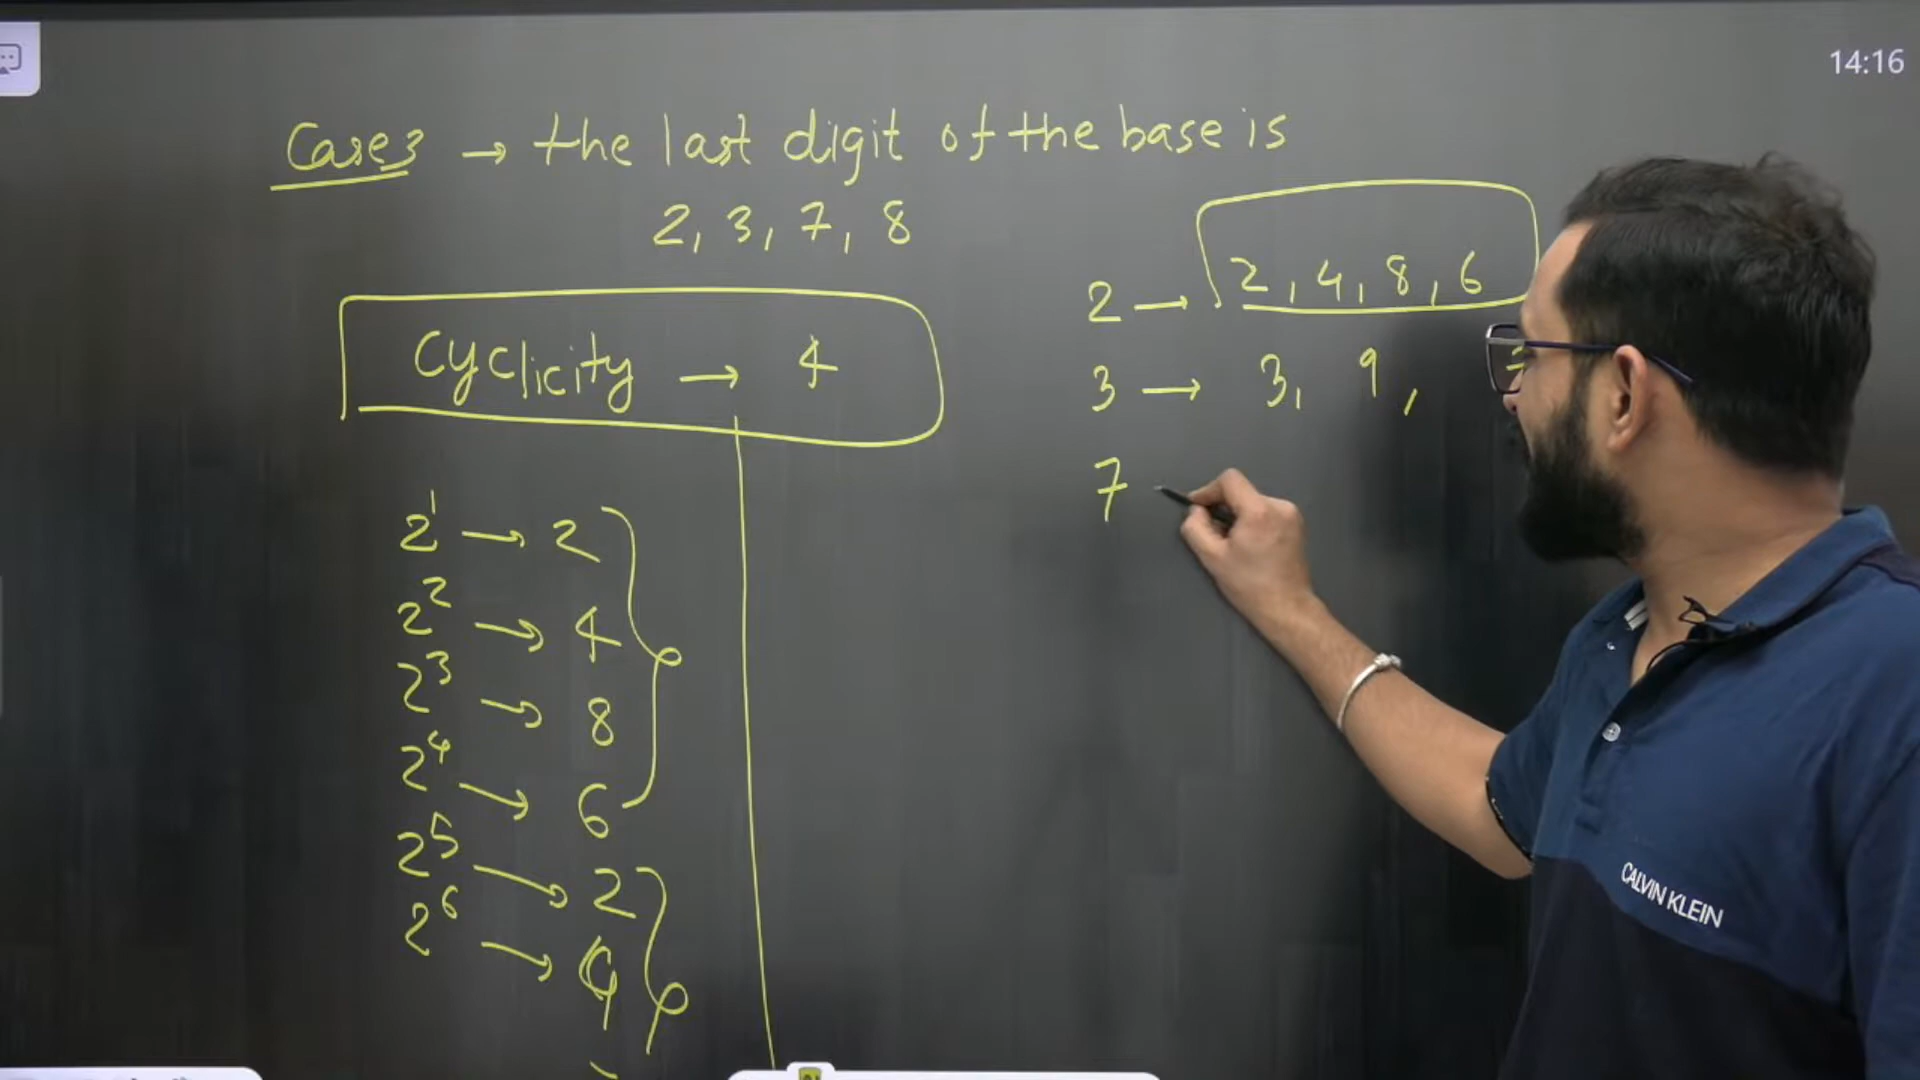 14:16
Case 3 → the last digit of the base is
2, 3, 7, 8
Cyclicity → 4
2 → 2, 4, 8, 6
3 → 3, 9,
7
2¹ → 2
2² → 4
2³ → 8
2⁴ → 6
2⁵ → 2
2⁶ → 4
CALVIN KLEIN